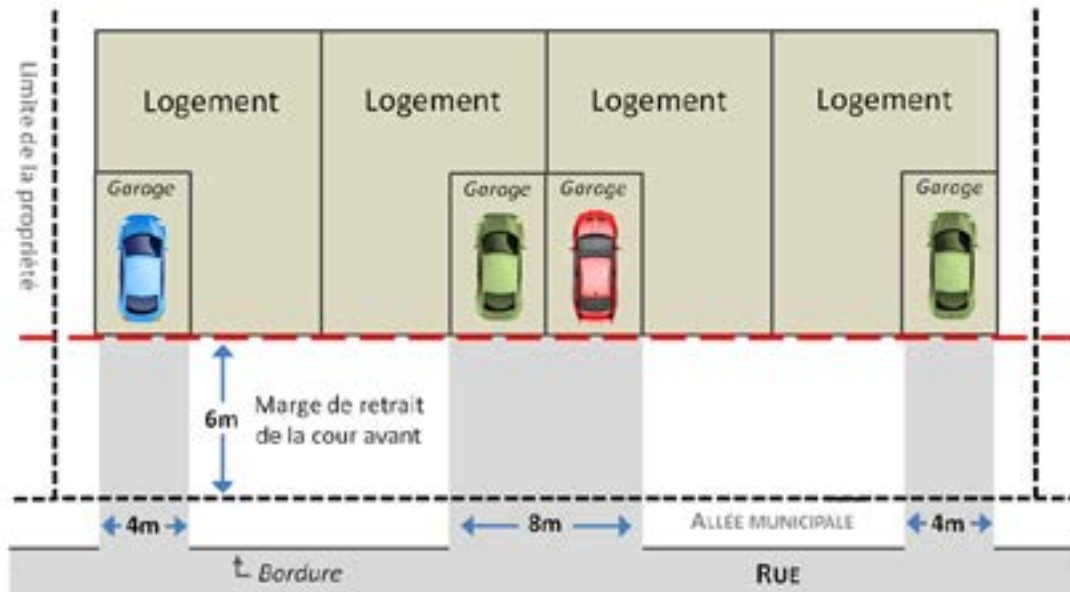 Limite de la propriété
Logement
Logement
Logement
Logement
Garage
Garage
Garage
Garage
6m
Marge de retrait
de la cour avant
4m
8m
ALLÉE MUNICIPALE
4m
Bordure
RUE